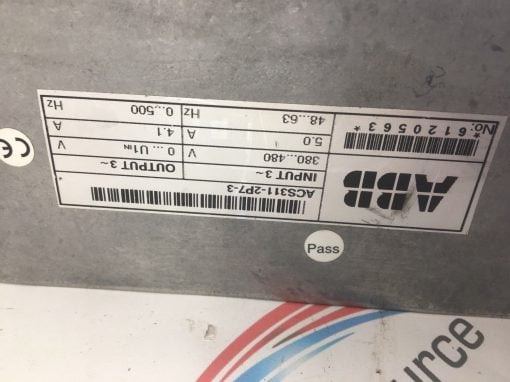 ABB
*6120563*
No:
ACS311-2P7-3
INPUT 3~
380...480 V
5.0 A
48...63 Hz
OUTPUT 3~
0 ... U1IN V
4.1 A
0...500 Hz
CE
Pass
urce